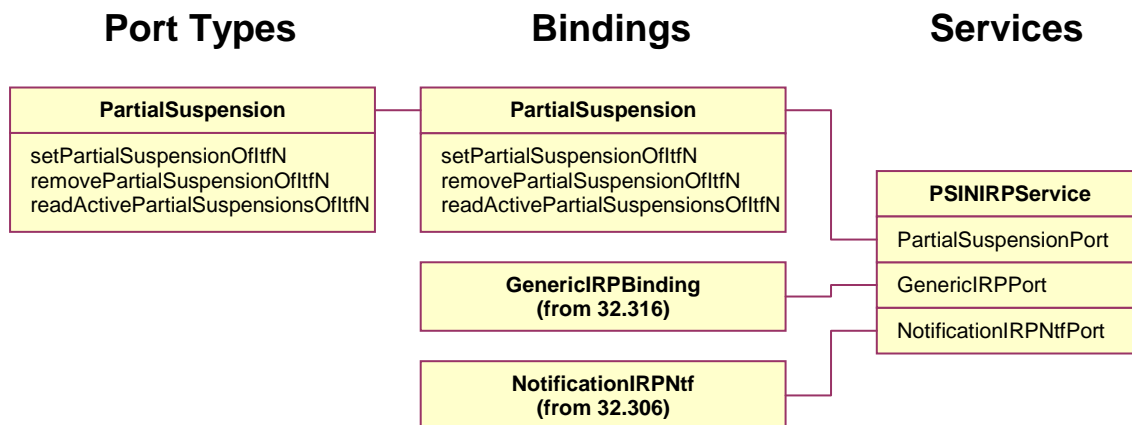 Port Types
Bindings
Services
PartialSuspension
setPartialSuspensionOfItfN
removePartialSuspensionOfItfN
readActivePartialSuspensionsOfItfN
PartialSuspension
setPartialSuspensionOfItfN
removePartialSuspensionOfItfN
readActivePartialSuspensionsOfItfN
GenericIRPBinding
(from 32.316)
NotificationIRPNtf
(from 32.306)
PSINIRPService
PartialSuspensionPort
GenericIRPPort
NotificationIRPNtfPort